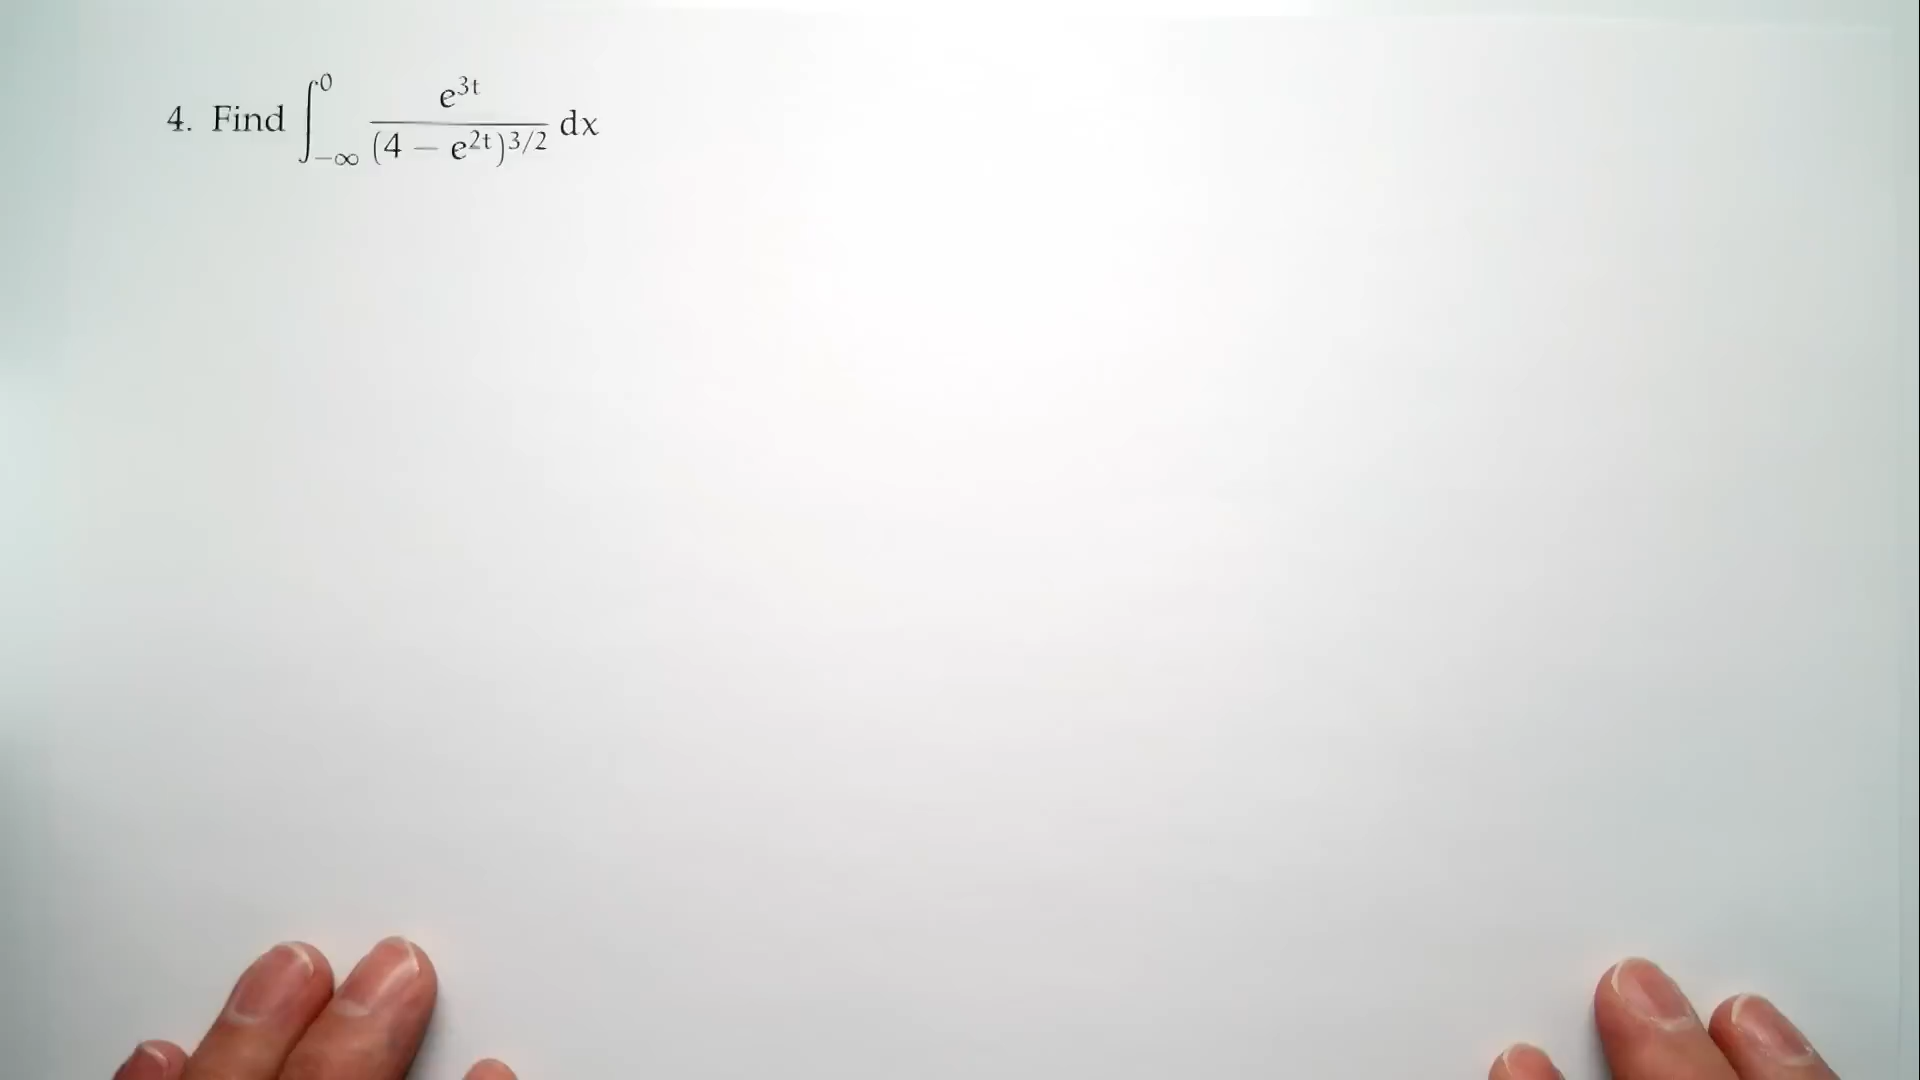 4. Find ∫_{-∞}^{0} e^{3t} / (4 − e^{2t})^{3/2} dx